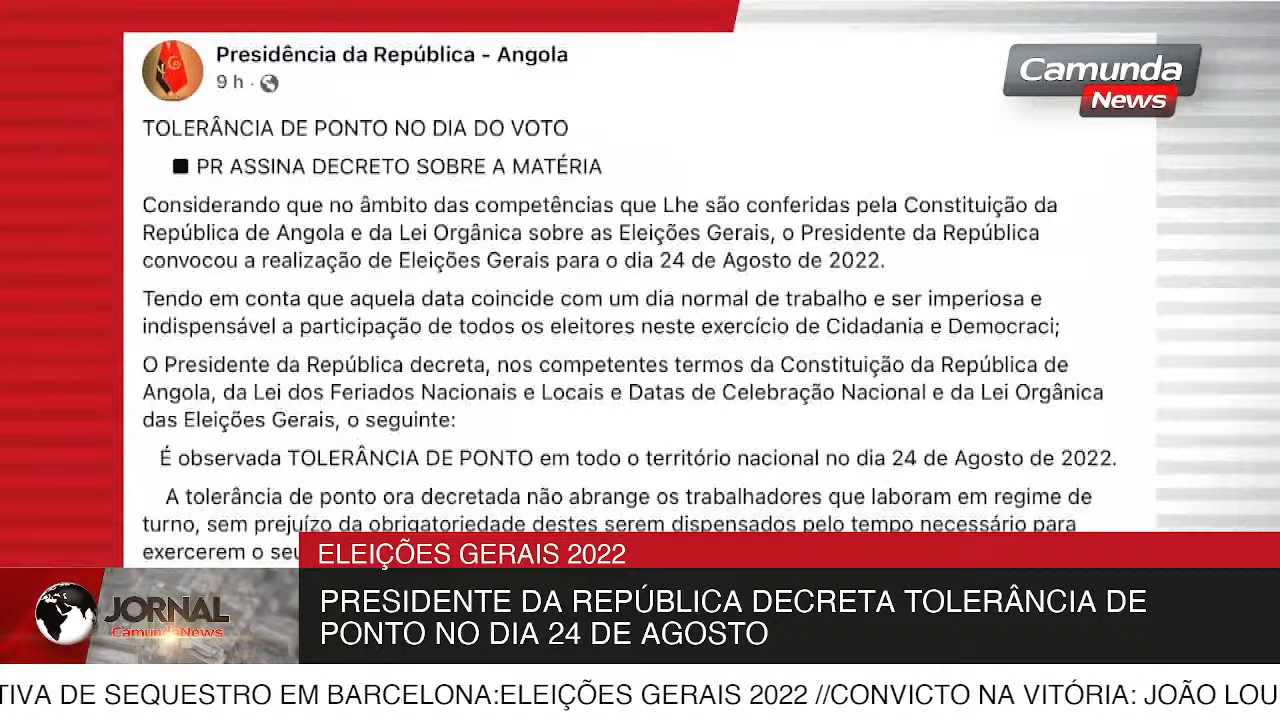 Presidência da República - Angola
9 h ·
Camunda
News
TOLERÂNCIA DE PONTO NO DIA DO VOTO
■ PR ASSINA DECRETO SOBRE A MATÉRIA
Considerando que no âmbito das competências que Lhe são conferidas pela Constituição da
República de Angola e da Lei Orgânica sobre as Eleições Gerais, o Presidente da República
convocou a realização de Eleições Gerais para o dia 24 de Agosto de 2022.
Tendo em conta que aquela data coincide com um dia normal de trabalho e ser imperiosa e
indispensável a participação de todos os eleitores neste exercício de Cidadania e Democraci;
O Presidente da República decreta, nos competentes termos da Constituição da República de
Angola, da Lei dos Feriados Nacionais e Locais e Datas de Celebração Nacional e da Lei Orgânica
das Eleições Gerais, o seguinte:
É observada TOLERÂNCIA DE PONTO em todo o território nacional no dia 24 de Agosto de 2022.
A tolerância de ponto ora decretada não abrange os trabalhadores que laboram em regime de
turno, sem prejuízo da obrigatoriedade destes serem dispensados pelo tempo necessário para
exercerem o seu
ELEIÇÕES GERAIS 2022
JORNAL
CamundaNews
PRESIDENTE DA REPÚBLICA DECRETA TOLERÂNCIA DE
PONTO NO DIA 24 DE AGOSTO
TIVA DE SEQUESTRO EM BARCELONA:ELEIÇÕES GERAIS 2022 //CONVICTO NA VITÓRIA: JOÃO LOU